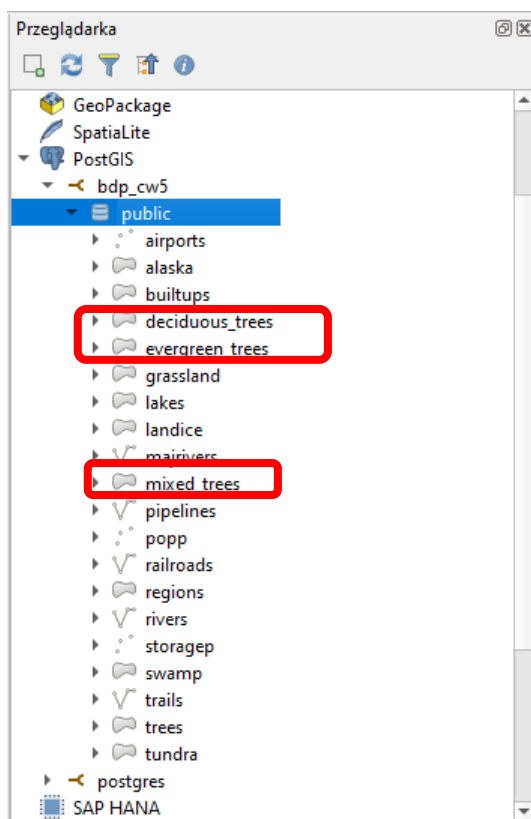 Przeglądarka
GeoPackage
SpatiaLite
PostGIS
bdp_cw5
public
airports
alaska
builtups
deciduous_trees
evergreen_trees
grassland
lakes
landice
majrivers
mixed_trees
pipelines
popp
railroads
regions
rivers
storagep
swamp
trails
trees
tundra
postgres
SAP HANA